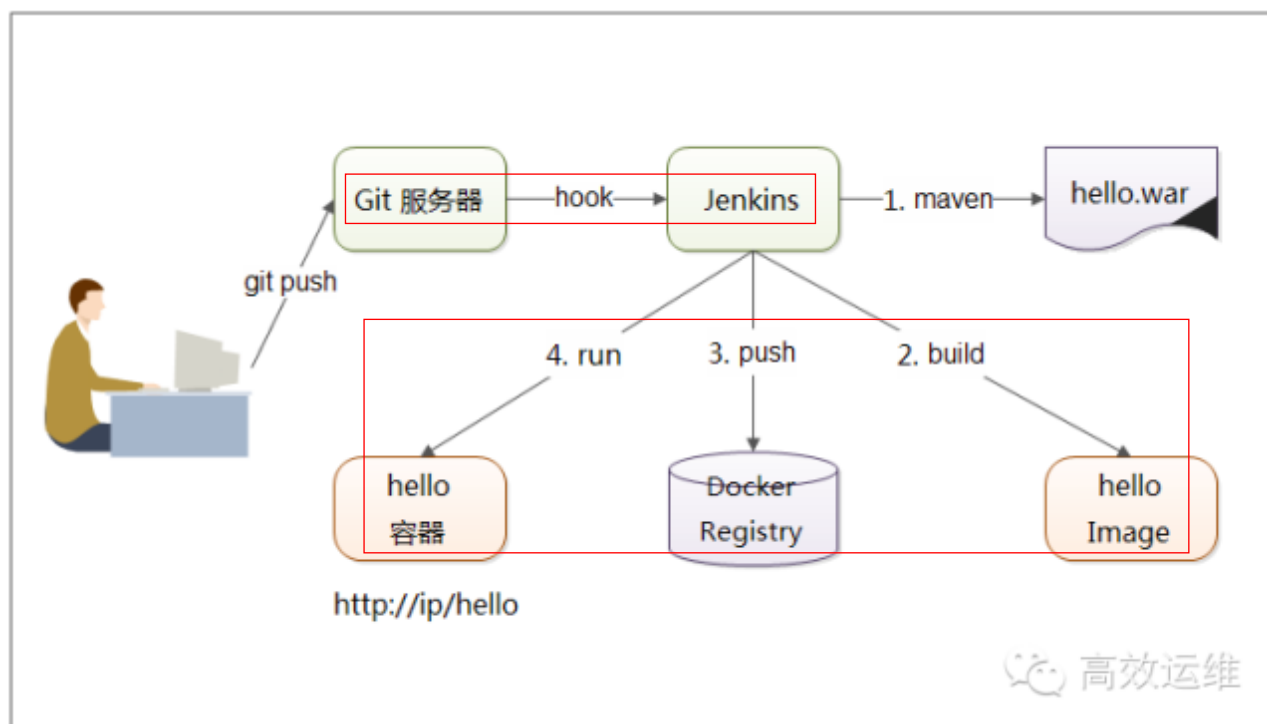 Git 服务器
hook
Jenkins
1. maven
hello.war
git push
4. run
3. push
2. build
hello
容器
Docker
Registry
hello
Image
http://ip/hello
高效运维